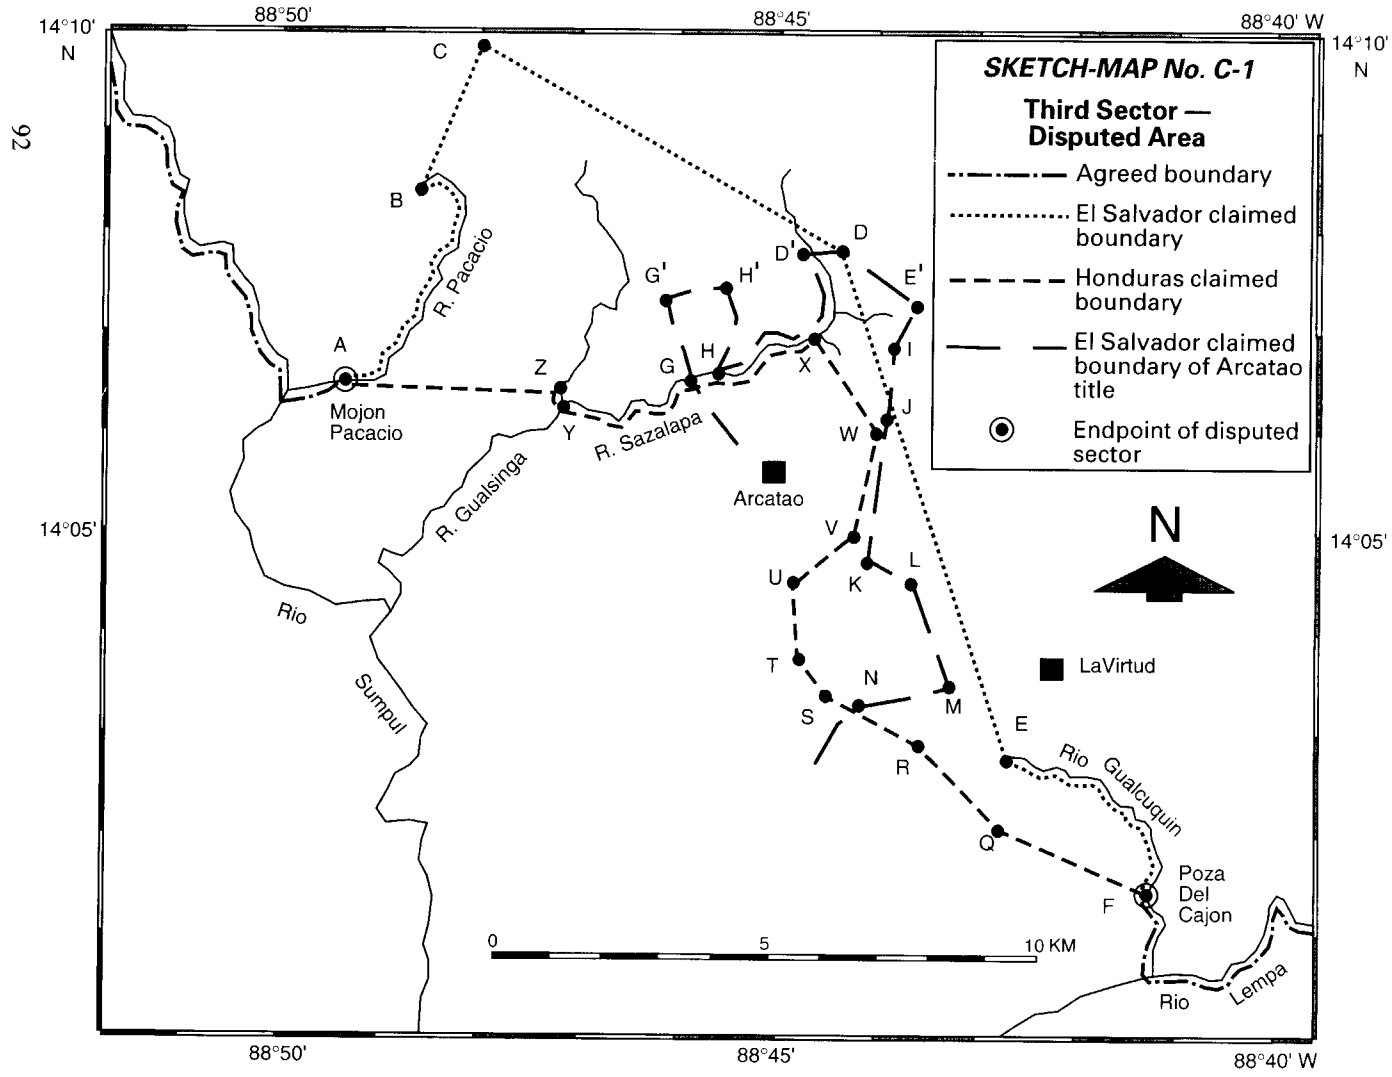 88°50'
88°45'
88°40' W
14°10'
N
14°10'
N
92
SKETCH-MAP No. C-1
Third Sector —
Disputed Area
Agreed boundary
El Salvador claimed
boundary
Honduras claimed
boundary
El Salvador claimed
boundary of Arcatao
title
Endpoint of disputed
sector
C
B
R. Pacacio
D
D'
E'
G'
H'
A
Mojon
Pacacio
Z
Y
G
H
X
I
J
W
R. Sazalapa
R. Gualsinga
Arcatao
14°05'
14°05'
N
V
K
L
U
T
S
N
M
R
Q
Rio
Sumpul
LaVirtud
E
Rio Gualcuquin
F
Poza
Del
Cajon
0
5
10 KM
Rio
Lempa
88°50'
88°45'
88°40' W